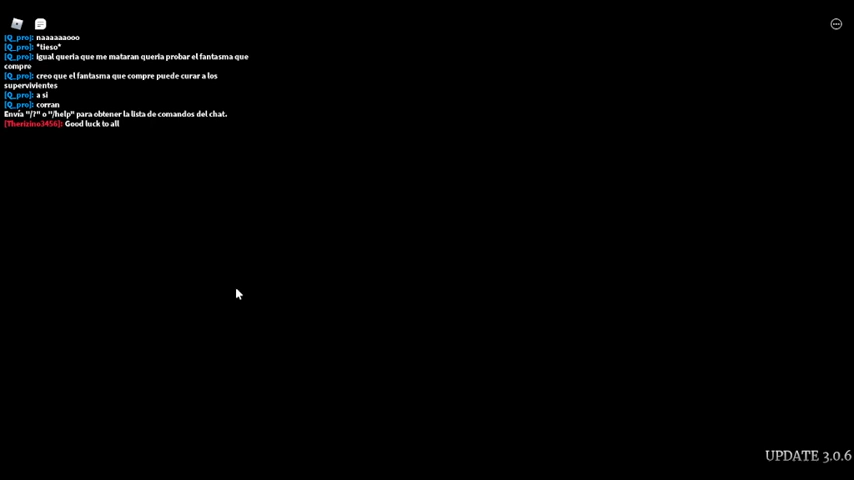 [Q_pro]: naaaaaaooo
[Q_pro]: *tieso*
[Q_pro]: igual queria que me mataran queria probar el fantasma que
compre
[Q_pro]: creo que el fantasma que compre puede curar a los
supervivientes
[Q_pro]: a si
[Q_pro]: corran
Envía "/?" o "/help" para obtener la lista de comandos del chat.
[Therizino3456]: Good luck to all
UPDATE 3.0.6